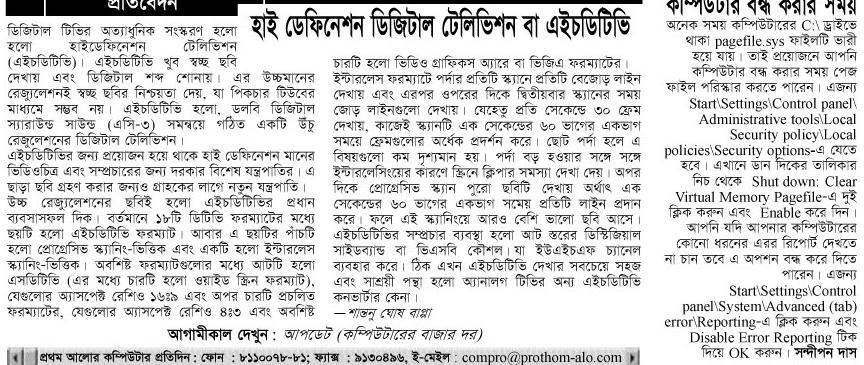 প্রতিবেদন
হাই ডেফিনেশন ডিজিটাল টেলিভিশন বা এইচডিটিভি
ডিজিটাল টিভির অত্যাধুনিক সংস্করণ হলো
হলো হাইডেফিনেশন টেলিভিশন
(এইচডিটিভি)। এইচডিটিভি খুব স্বচ্ছ ছবি
দেখায় এবং ডিজিটাল শব্দ শোনায়। এর উচ্চমানের
রেজ্যুলেশনই স্বচ্ছ ছবির নিশ্চয়তা দেয়, যা পিকচার টিউবের
মাধ্যমে সম্ভব নয়। এইচডিটিভি হলো, ডলবি ডিজিটাল
স্যারাউন্ড সাউন্ড (এসি-৩) সমন্বয়ে গঠিত একটি উঁচু
রেজুলেশনের ডিজিটাল টেলিভিশন।
এইচডিটিভির জন্য প্রয়োজন হয়ে থাকে হাই ডেফিনেশন মানের
ভিডিওচিত্র এবং সম্প্রচারের জন্য দরকার বিশেষ যন্ত্রপাতির। এ
ছাড়া ছবি গ্রহণ করার জন্যও গ্রাহকের লাগে নতুন যন্ত্রপাতি।
উচ্চ রেজ্যুলেশনের ছবিই হলো এইচডিটিভির প্রধান
ব্যবসাসফল দিক। বর্তমানে ১৮টি ডিটিভি ফরম্যাটের মধ্যে
ছয়টি হলো এইচডিটিভি ফরম্যাট। আবার এ ছয়টির পাঁচটি
হলো প্রোগ্রেসিভ স্ক্যানিং-ভিত্তিক এবং একটি হলো ইন্টারলেস
স্ক্যানিং-ভিত্তিক। অবশিষ্ট ফরম্যাটগুলোর মধ্যে আটটি হলো
এসডিটিভি (এর মধ্যে চারটি হলো ওয়াইড স্ক্রিন ফরম্যাট),
যেগুলোর অ্যাসপেক্ট রেশিও ১৬ঃ৯ এবং অপর চারটি প্রচলিত
ফরম্যাটের, যেগুলোর অ্যাসপেক্ট রেশিও ৪ঃ৩ এবং অবশিষ্ট
চারটি হলো ভিডিও গ্রাফিকস অ্যারে বা ভিজিএ ফরম্যাটের।
ইন্টারলেস ফরম্যাটে পর্দার প্রতিটি স্ক্যানে প্রতিটি বেজোড় লাইন
দেখায় এবং এরপর ওপরের দিকে দ্বিতীয়বার স্ক্যানের সময়
জোড় লাইনগুলো দেখায়। যেহেতু প্রতি সেকেন্ডে ৩০ ফ্রেম
দেখায়, কাজেই স্ক্যানটি এক সেকেন্ডের ৬০ ভাগের একভাগ
সময়ে ফ্রেমগুলোর অর্ধেক প্রদর্শন করে। ছোট পর্দা হলে এ
বিষয়গুলো কম দৃশ্যমান হয়। পর্দা বড় হওয়ার সঙ্গে সঙ্গে
ইন্টারলেসিংয়ের কারণে স্ক্রিনে ক্লিপার সমস্যা দেখা দেয়। অপর
দিকে প্রোগ্রেসিভ স্ক্যান পুরো ছবিটি দেখায় অর্থাৎ এক
সেকেন্ডের ৬০ ভাগের একভাগ সময়ে প্রতিটি লাইন প্রদান
করে। ফলে এই স্ক্যানিংয়ে আরও বেশি ভালো ছবি আসে।
এইচডিটিভির সম্প্রচার ব্যবস্থা হলো আট স্তরের ডিস্টিজিয়াল
সাইডব্যান্ড বা ভিএসবি কৌশল। যা ইউএইচএফ চ্যানেল
ব্যবহার করে। ঠিক এখন এইচডিটিভি দেখার সবচেয়ে সহজ
এবং সাশ্রয়ী পন্থা হলো অ্যানালগ টিভির অন্য এইচডিটিভি
কনভার্টার কেনা।
—শান্তনু ঘোষ বাপ্পা
আগামীকাল দেখুন : আপডেট (কম্পিউটারের বাজার দর)
প্রথম আলোর কম্পিউটার প্রতিদিন : ফোন : ৮১১০০৭৮-৮১; ফ্যাক্স : ৯১৩০৪৯৬, ই-মেইল : compro@prothom-alo.com
কম্পিউটার বন্ধ করার সময়
অনেক সময় কম্পিউটারের C:\ ড্রাইভে
থাকা pagefile.sys ফাইলটি ভারী
হয়ে যায়। তাই প্রয়োজনে আপনি
কম্পিউটার বন্ধ করার সময় পেজ
ফাইল পরিস্কার করতে পারেন। এজন্য
Start\Settings\Control panel\
Administrative tools\Local
Security policy\Local
policies\Security options-এ যেতে
হবে। এখানে ডান দিকের তালিকার
নিচ থেকে Shut down: Clear
Virtual Memory Pagefile-এ দুই
ক্লিক করুন এবং Enable করে দিন।
আপনি যদি আপনার কম্পিউটারের
কোনো ধরনের এরর রিপোর্ট দেখতে
না চান তবে এ অপশন বন্ধ করে দিতে
পারেন। এজন্য
Start\Settings\Control
panel\System\Advanced (tab)
error\Reporting-এ ক্লিক করুন এবং
Disable Error Reporting টিক
দিয়ে OK করুন। সন্দীপন দাস